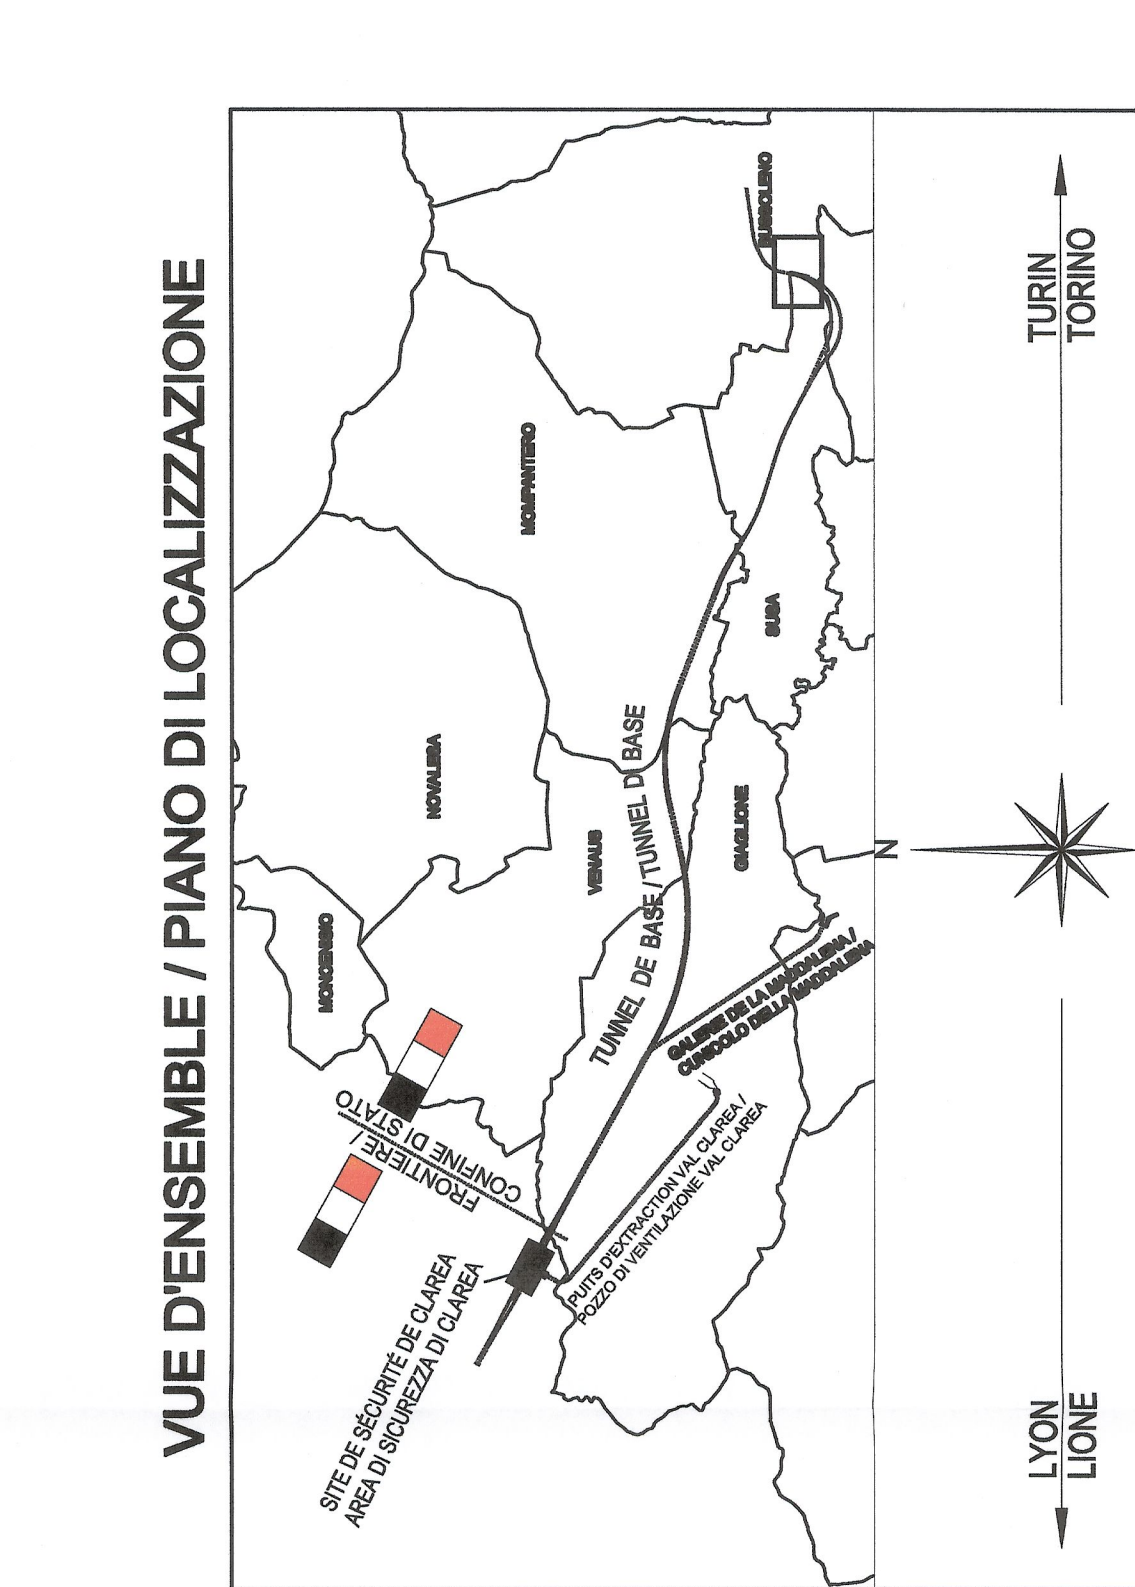 VUE D'ENSEMBLE / PIANO DI LOCALIZZAZIONE
MONCENISIO
NOVALESA
MOMPANTERO
BUSSOLENO
VENAUS
SUSA
GIAGLIONE
FRONTIERE /
CONFINE DI STATO
SITE DE SÉCURITÉ DE CLAREA
AREA DI SICUREZZA DI CLAREA
TUNNEL DE BASE / TUNNEL DI BASE
PUITS D'EXTRACTION VAL CLAREA /
POZZO DI VENTILAZIONE VAL CLAREA
GALERIE DE LA MADDALENA /
CUNICOLO DELLA MADDALENA
N
LYON
LIONE
TURIN
TORINO